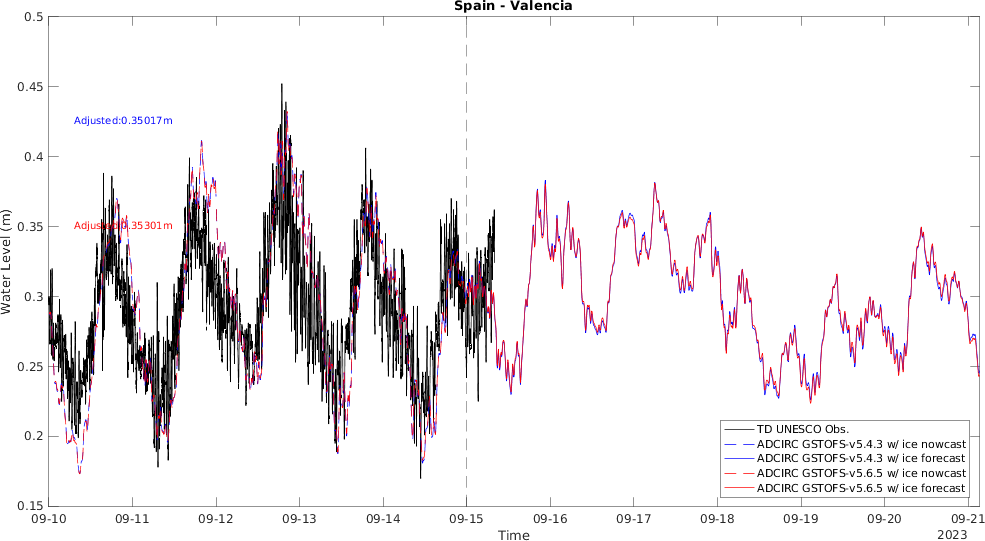 Spain - Valencia
0.5
0.45
0.4
0.35
0.3
0.25
0.2
0.15
Water Level (m)
Adjusted:0.35017m
Adjusted:0.35301m
TD UNESCO Obs.
ADCIRC GSTOFS-v5.4.3 w/ ice nowcast
ADCIRC GSTOFS-v5.4.3 w/ ice forecast
ADCIRC GSTOFS-v5.6.5 w/ ice nowcast
ADCIRC GSTOFS-v5.6.5 w/ ice forecast
09-10 09-11 09-12 09-13 09-14 09-15 09-16 09-17 09-18 09-19 09-20 09-21
Time
2023